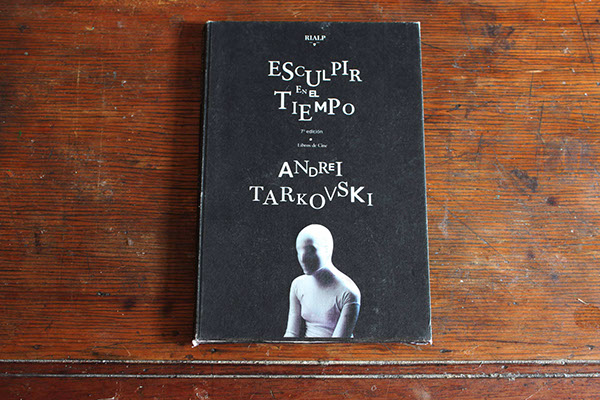 RIALP
ESCULPIR
EN EL
TIEMPO
7ª edición
Libros de Cine
ANDREI
TARKOVSKI